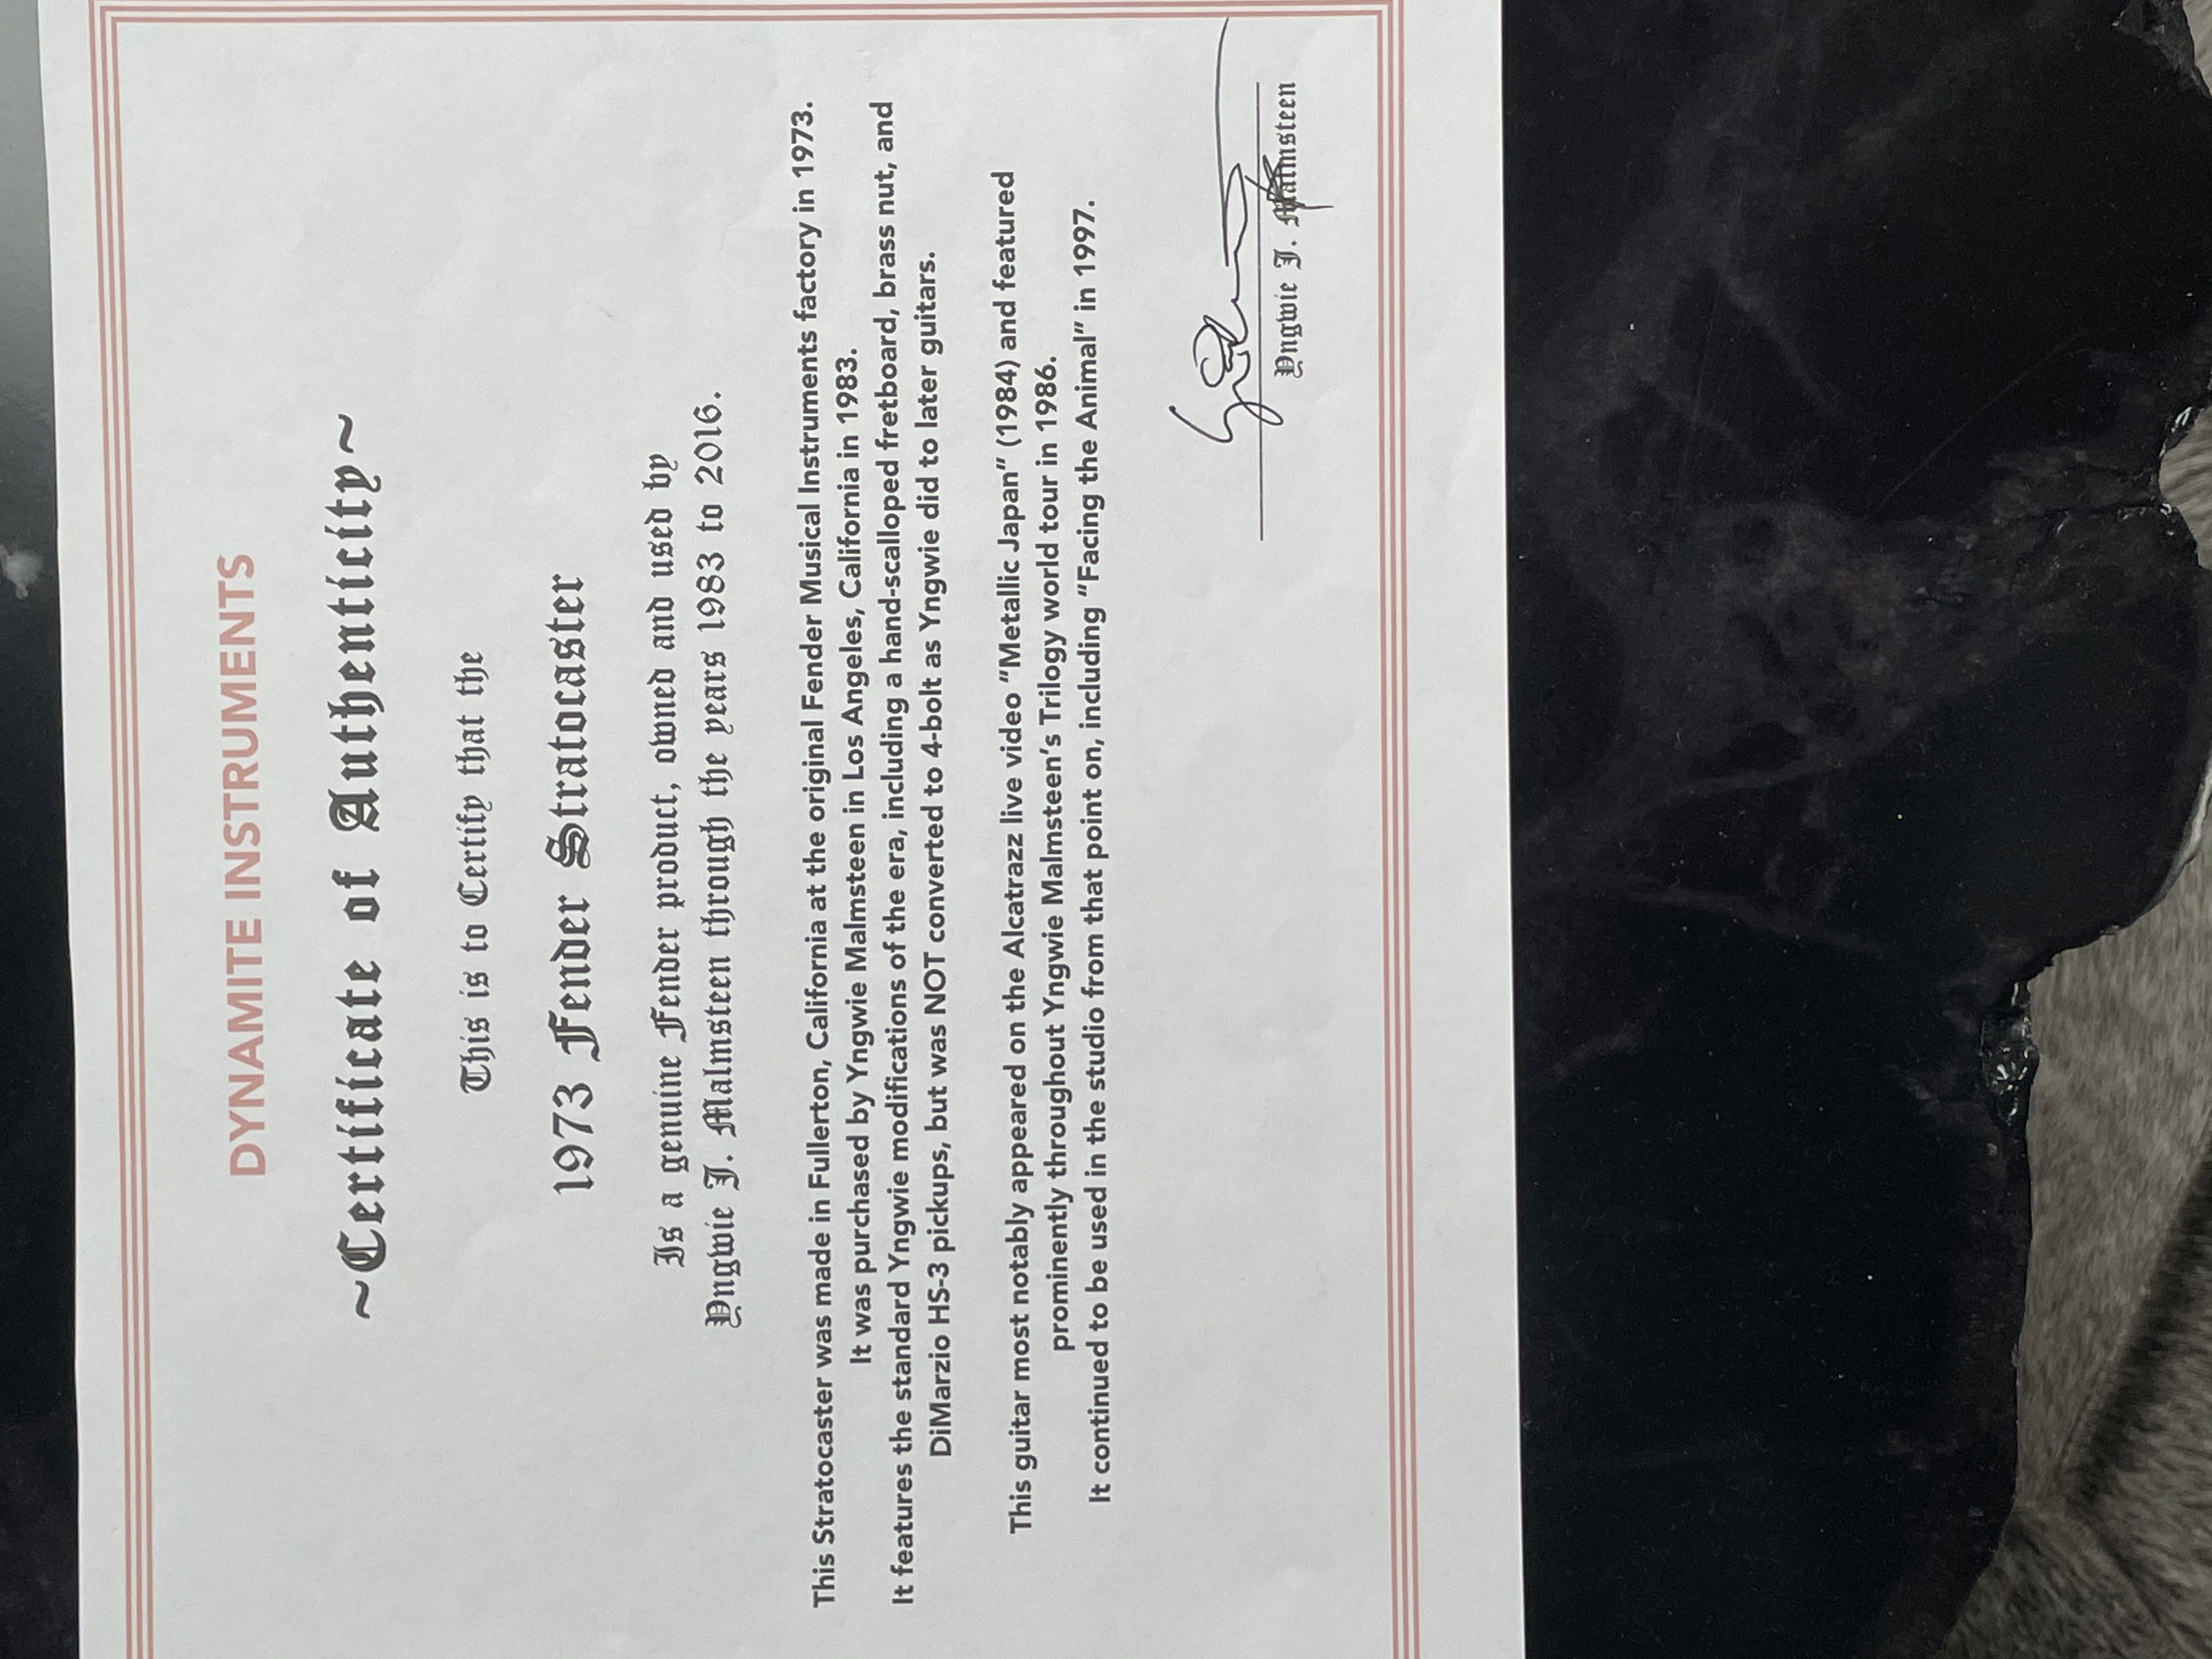 DYNAMITE INSTRUMENTS
~Certificate of Authenticity~
This is to Certify that the
1973 Fender Stratocaster
Is a genuine Fender product, owned and used by
Yngwie J. Malmsteen through the years 1983 to 2016.
This Stratocaster was made in Fullerton, California at the original Fender Musical Instruments factory in 1973.
It was purchased by Yngwie Malmsteen in Los Angeles, California in 1983.
It features the standard Yngwie modifications of the era, including a hand-scalloped fretboard, brass nut, and
DiMarzio HS-3 pickups, but was NOT converted to 4-bolt as Yngwie did to later guitars.
This guitar most notably appeared on the Alcatrazz live video "Metallic Japan" (1984) and featured
prominently throughout Yngwie Malmsteen's Trilogy world tour in 1986.
It continued to be used in the studio from that point on, including "Facing the Animal" in 1997.
Yngwie J. Malmsteen